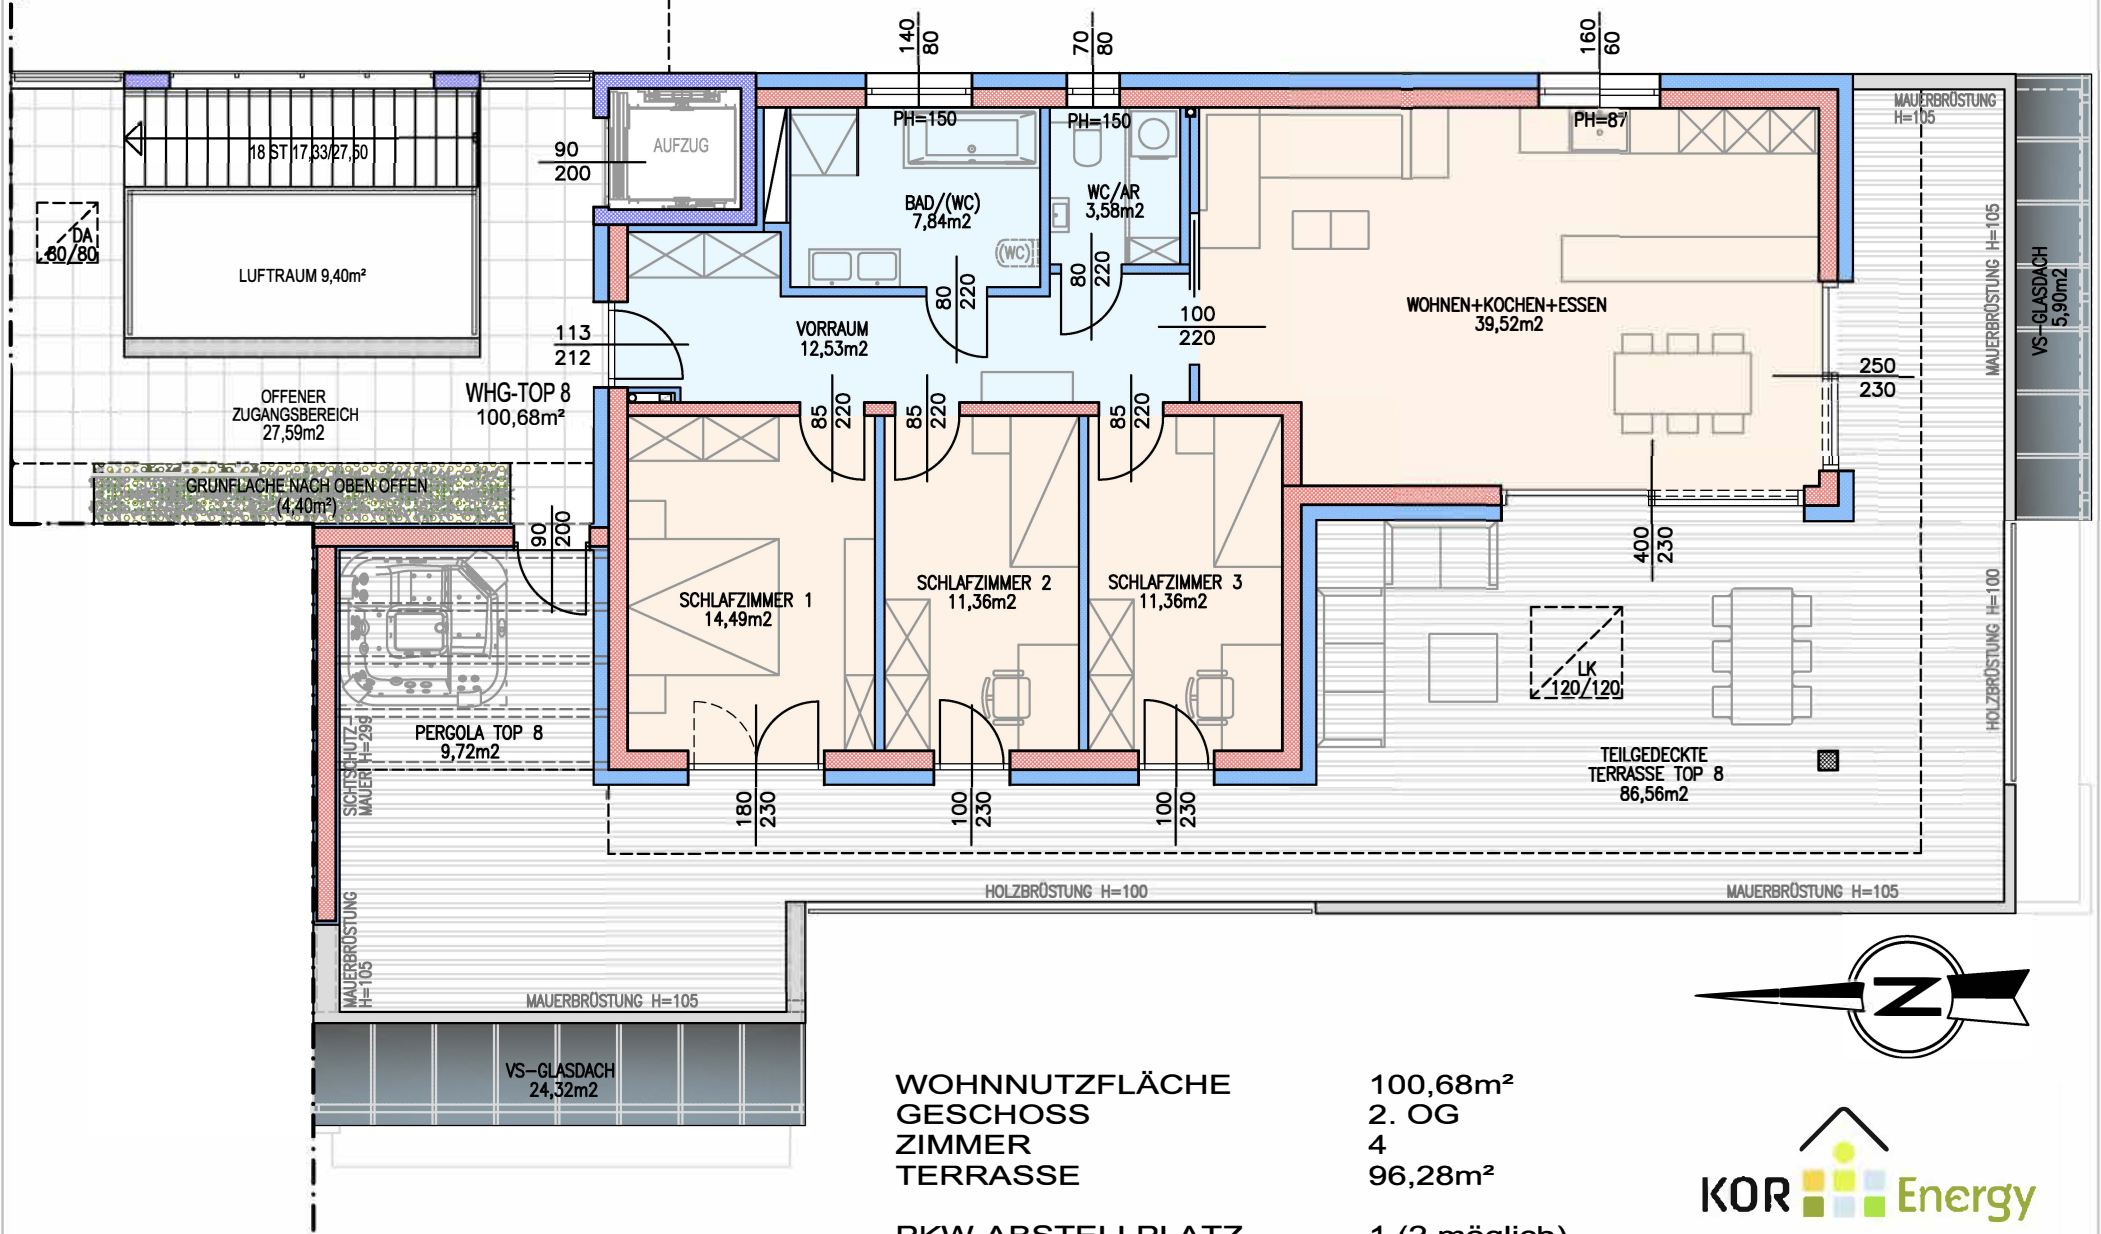 140
80
70
80
160
60
PH=150
PH=150
PH=87
MAUERBRÜSTUNG
H=105
18 ST 17,33/27,50
90
200
AUFZUG
BAD/(WC)
7,84m2
(WC)
WC/AR
3,58m2
DA
80/80
LUFTRAUM 9,40m²
80
220
80
220
MAUERBRÜSTUNG H=105
VS-GLASDACH
5,90m2
WOHNEN+KOCHEN+ESSEN
39,52m2
100
220
113
212
VORRAUM
12,53m2
250
230
OFFENER
ZUGANGSBEREICH
27,59m2
WHG-TOP 8
100,68m²
85
220
85
220
85
220
GRÜNFLÄCHE NACH OBEN OFFEN
(4,40m²)
90
200
400
230
SCHLAFZIMMER 1
14,49m2
SCHLAFZIMMER 2
11,36m2
SCHLAFZIMMER 3
11,36m2
HOLZBRÜSTUNG H=100
LK
120/120
PERGOLA TOP 8
9,72m2
SICHTSCHUTZ-
MAUER H=299
TEILGEDECKTE
TERRASSE TOP 8
86,56m2
180
230
100
230
100
230
HOLZBRÜSTUNG H=100
MAUERBRÜSTUNG H=105
MAUERBRÜSTUNG
H=105
MAUERBRÜSTUNG H=105
N
VS-GLASDACH
24,32m2
WOHNNUTZFLÄCHE 100,68m²
GESCHOSS 2. OG
ZIMMER 4
TERRASSE 96,28m²
PKW ABSTELLPLATZ 1 (2 möglich)
KOR Energy